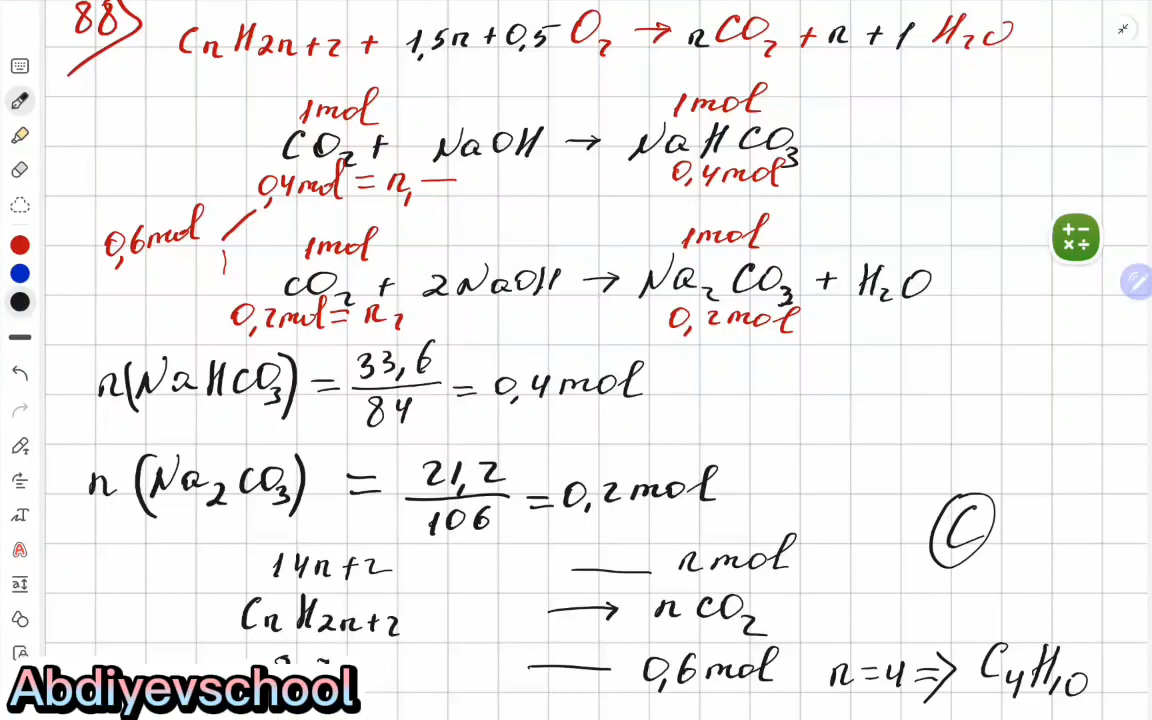 88)
CnH2n+2 + 1,5n+0,5 O2 → nCO2 + n+1 H2O
1mol 1mol
CO2 + NaOH → NaHCO3
0,4mol = n1 — 0,4mol
0,6mol
1mol 1mol
CO2 + 2NaOH → Na2CO3 + H2O
0,2mol = n2 0,2mol
n(NaHCO3) = 33,6/84 = 0,4mol
n(Na2CO3) = 21,2/106 = 0,2mol
C
14n+2 — n mol
CnH2n+2 → nCO2
— 0,6mol n=4 ⇒ C4H10
Abdiyevschool